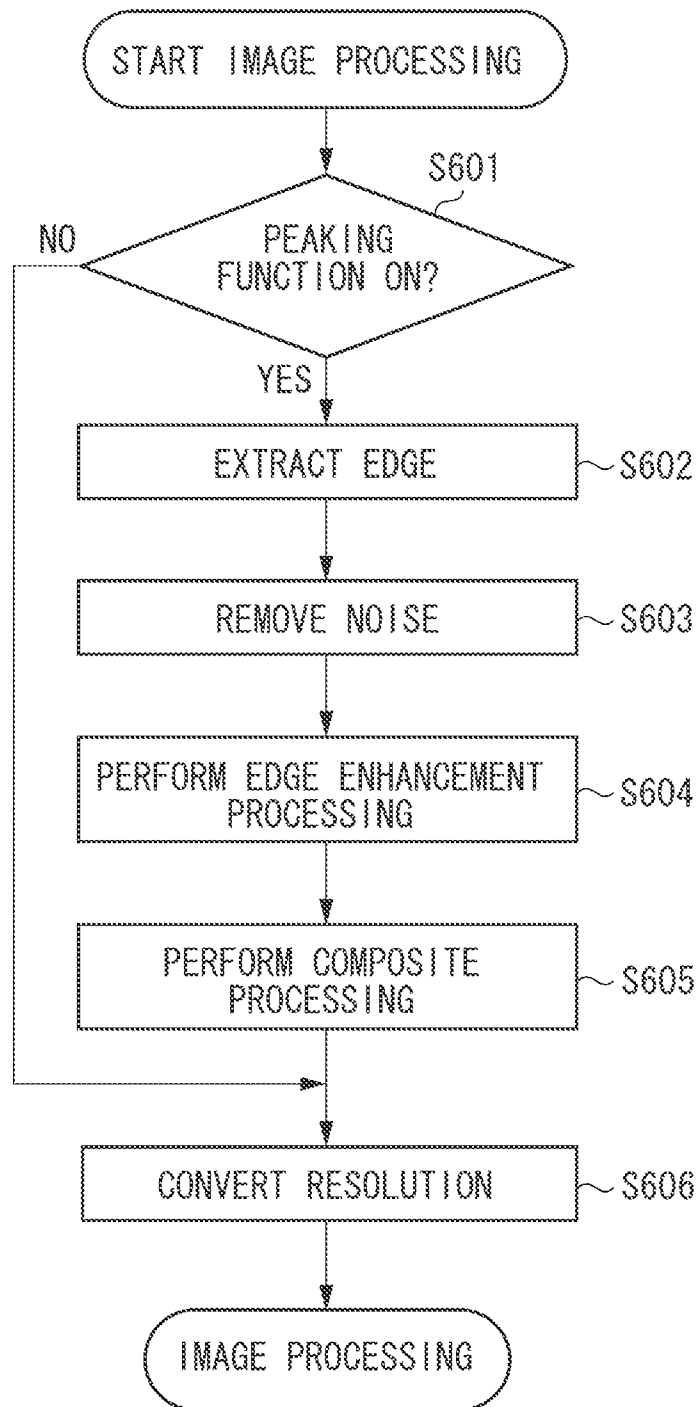 START IMAGE PROCESSING
S601
NO
PEAKING
FUNCTION ON?
YES
EXTRACT EDGE
S602
REMOVE NOISE
S603
PERFORM EDGE ENHANCEMENT
PROCESSING
S604
PERFORM COMPOSITE
PROCESSING
S605
CONVERT RESOLUTION
S606
IMAGE PROCESSING